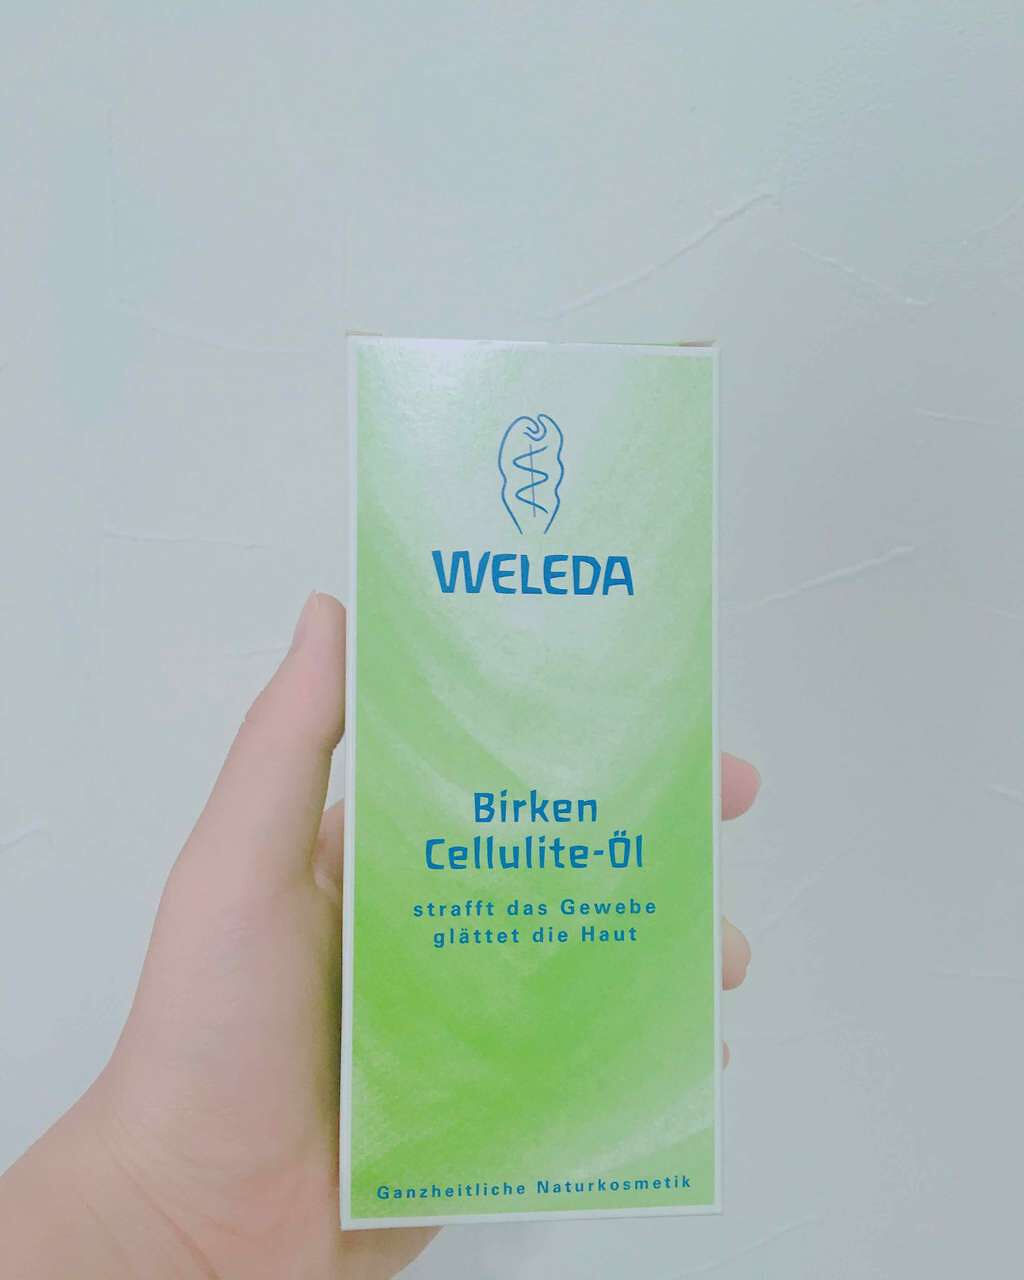 WELEDA
Birken
Cellulite-Öl
strafft das Gewebe
glättet die Haut
Ganzheitliche Naturkosmetik